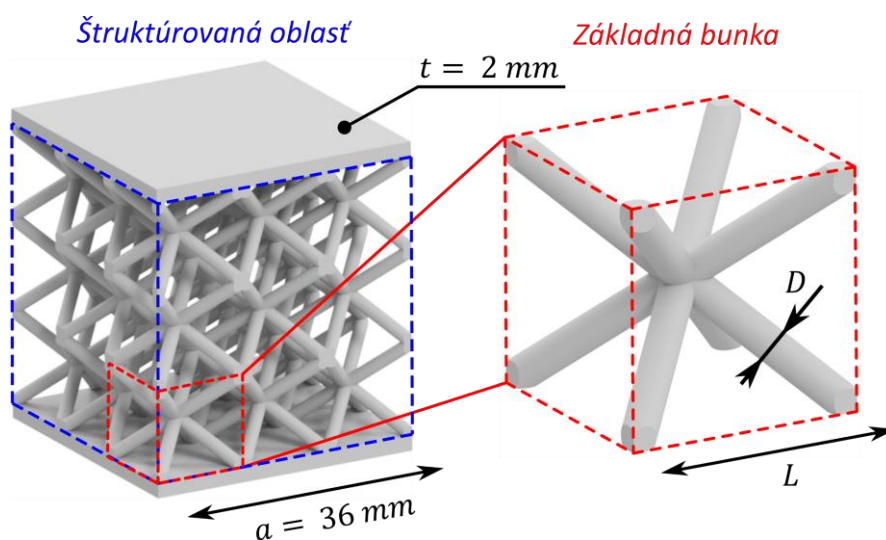 Štruktúrovaná oblasť
Základná bunka
t = 2 mm
D
L
a = 36 mm